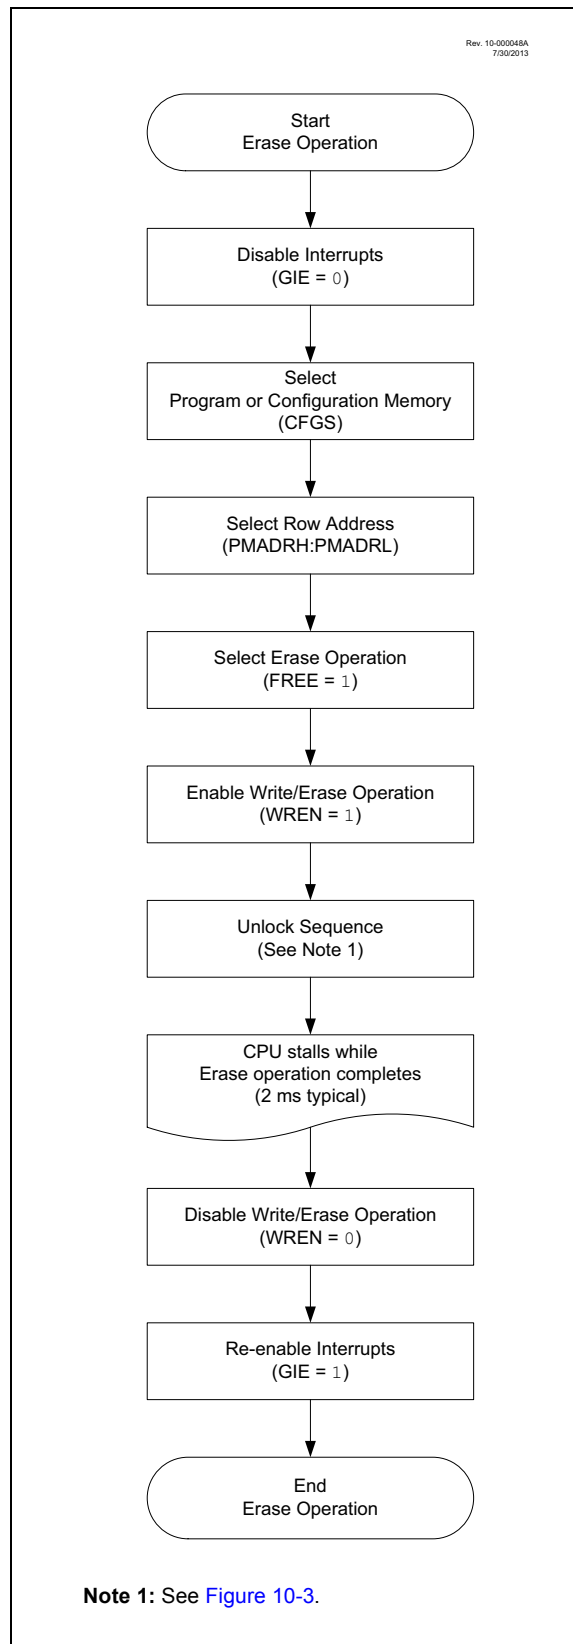 Rev. 10-000048A
7/30/2013
Start
Erase Operation
Disable Interrupts
(GIE = 0)
Select
Program or Configuration Memory
(CFGS)
Select Row Address
(PMADRH:PMADRL)
Select Erase Operation
(FREE = 1)
Enable Write/Erase Operation
(WREN = 1)
Unlock Sequence
(See Note 1)
CPU stalls while
Erase operation completes
(2 ms typical)
Disable Write/Erase Operation
(WREN = 0)
Re-enable Interrupts
(GIE = 1)
End
Erase Operation
Note 1: See Figure 10-3.